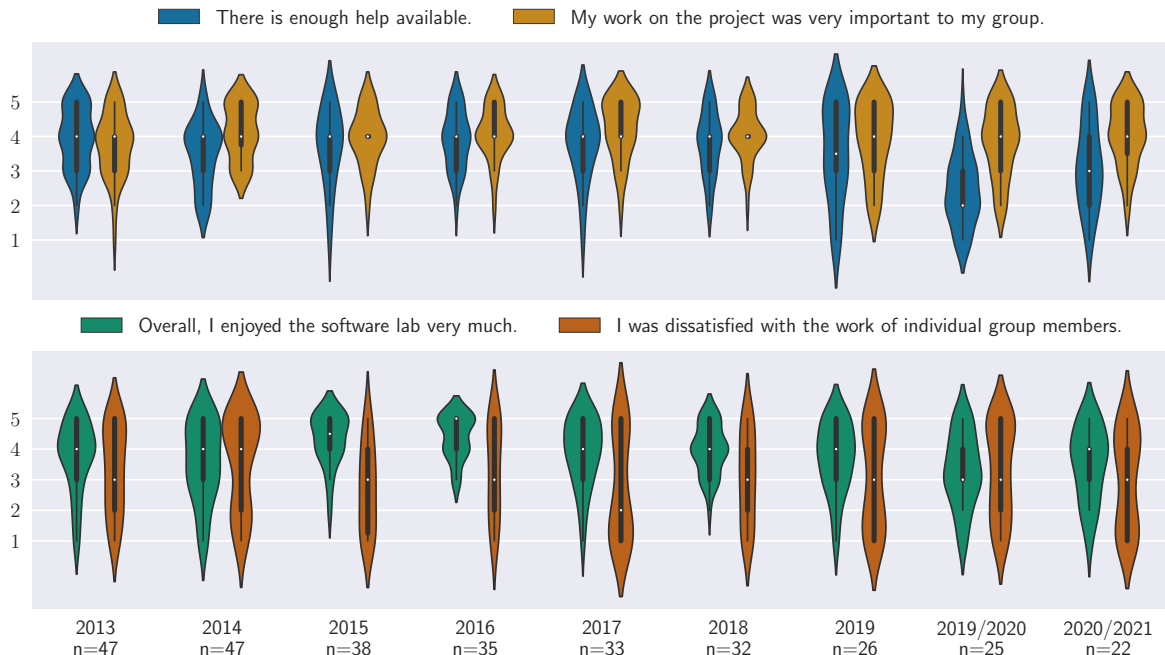 There is enough help available. My work on the project was very important to my group.
5
4
3
2
1
Overall, I enjoyed the software lab very much. I was dissatisfied with the work of individual group members.
5
4
3
2
1
2013 2014 2015 2016 2017 2018 2019 2019/2020 2020/2021
n=47 n=47 n=38 n=35 n=33 n=32 n=26 n=25 n=22